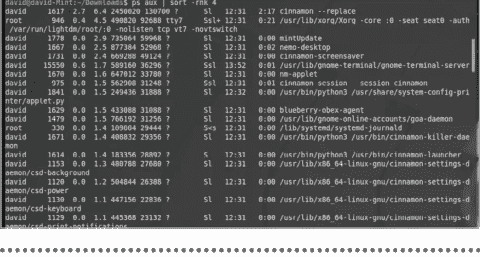 david@david-Mint:~/Downloads$ ps aux | sort -rnk 4
david 1617 2.7 6.4 2450020 130700 ? Sl 12:31 2:17 cinnamon --replace
root 946 0.4 4.5 490820 92688 tty7 Ssl+ 12:31 0:21 /usr/lib/xorg/Xorg -core :0 -seat seat0 -auth
/var/run/lightdm/root/:0 -nolisten tcp vt7 -novtswitch
david 1778 0.0 2.9 735064 59968 ? Sl 12:31 0:00 mintUpdate
david 1667 0.0 2.5 877384 52968 ? Sl 12:31 0:02 nemo-desktop
david 1731 0.0 2.4 669288 49124 ? Sl 12:31 0:00 cinnamon-screensaver
david 15550 0.0 1.7 589160 36296 ? Ssl 13:52 0:01 /usr/lib/gnome-terminal/gnome-terminal-server
david 1670 0.0 1.6 647012 33780 ? Sl 12:31 0:00 nm-applet
david 975 0.0 1.5 562908 31248 ? Ssl 12:31 0:01 cinnamon session session cinnamon
david 1841 0.0 1.5 249436 31888 ? Sl 12:32 0:00 /usr/bin/python3 /usr/share/system-config-pri
nter/applet.py
david 1629 0.0 1.5 433088 31088 ? Sl 12:31 0:00 blueberry-obex-agent
david 1479 0.0 1.5 766192 31256 ? Sl 12:31 0:00 /usr/lib/gnome-online-accounts/goa-daemon
root 330 0.0 1.4 109604 29444 ? S<s 12:31 0:00 /lib/systemd/systemd-journald
david 1671 0.0 1.4 408832 29356 ? Sl 12:31 0:00 /usr/bin/python3 /usr/bin/cinnamon-killer-dae
mon
david 1614 0.0 1.4 183356 28892 ? Sl 12:31 0:00 /usr/bin/python3 /usr/bin/cinnamon-launcher
david 1153 0.0 1.3 480788 27680 ? Sl 12:31 0:00 /usr/lib/x86_64-linux-gnu/cinnamon-settings-d
aemon/csd-background
david 1120 0.0 1.2 504844 26388 ? Sl 12:31 0:00 /usr/lib/x86_64-linux-gnu/cinnamon-settings-d
aemon/csd-power
david 1130 0.0 1.1 447156 22836 ? Sl 12:31 0:00 /usr/lib/x86_64-linux-gnu/cinnamon-settings-d
aemon/csd-keyboard
david 1129 0.0 1.1 445368 23132 ? Sl 12:31 0:00 /usr/lib/x86_64-linux-gnu/cinnamon-settings-d
aemon/csd-print-notifications